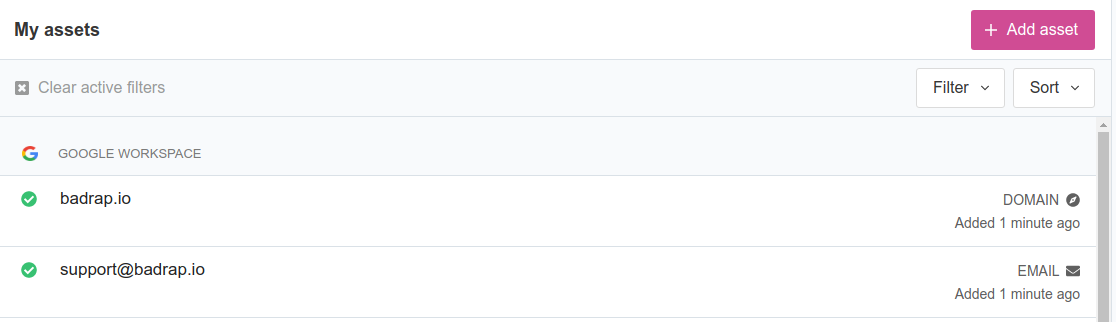 My assets
Add asset
Clear active filters
Filter
Sort
GOOGLE WORKSPACE
badrap.io
DOMAIN
Added 1 minute ago
support@badrap.io
EMAIL
Added 1 minute ago